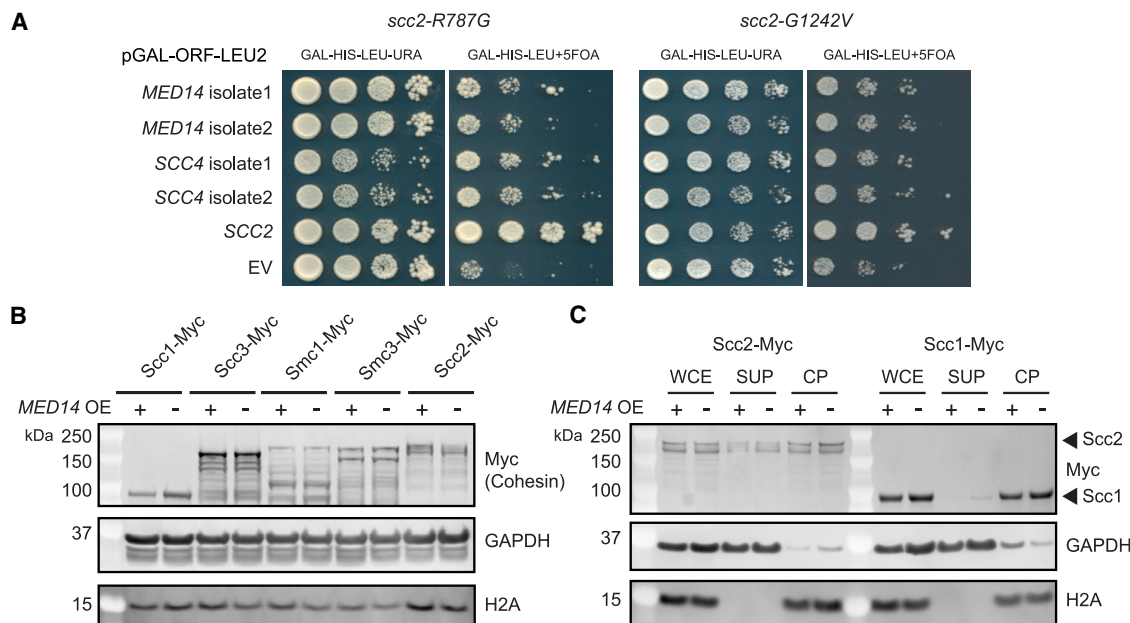 A
scc2-R787G scc2-G1242V
pGAL-ORF-LEU2 GAL-HIS-LEU-URA GAL-HIS-LEU+5FOA GAL-HIS-LEU-URA GAL-HIS-LEU+5FOA
MED14 isolate1
MED14 isolate2
SCC4 isolate1
SCC4 isolate2
SCC2
EV
B
Scc1-Myc Scc3-Myc Smc1-Myc Smc3-Myc Scc2-Myc
MED14 OE + - + - + - + - + -
kDa
250
150
100
Myc
(Cohesin)
37
GAPDH
15
H2A
C
Scc2-Myc Scc1-Myc
WCE SUP CP WCE SUP CP
MED14 OE + - + - + - + - + - + -
kDa
250
150
100
Scc2
Myc
Scc1
37
GAPDH
15
H2A